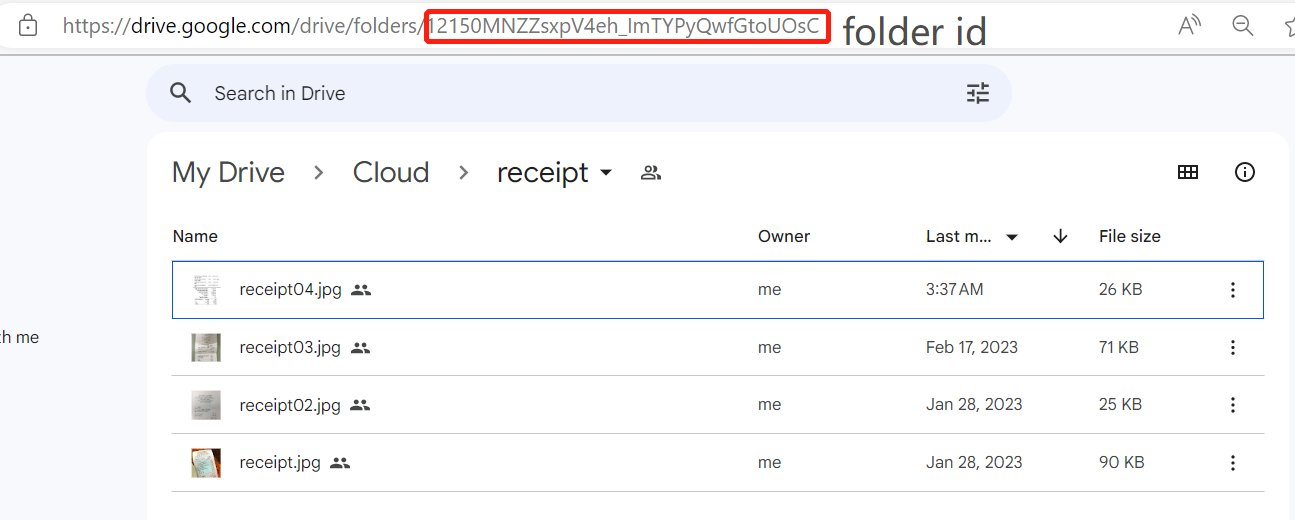 https://drive.google.com/drive/folders/12150MNZZsxpV4eh_ImTYPyQwfGtoUOsC folder id
Search in Drive
My Drive > Cloud > receipt
Name Owner Last m... File size
receipt04.jpg me 3:37 AM 26 KB
th me
receipt03.jpg me Feb 17, 2023 71 KB
receipt02.jpg me Jan 28, 2023 25 KB
receipt.jpg me Jan 28, 2023 90 KB